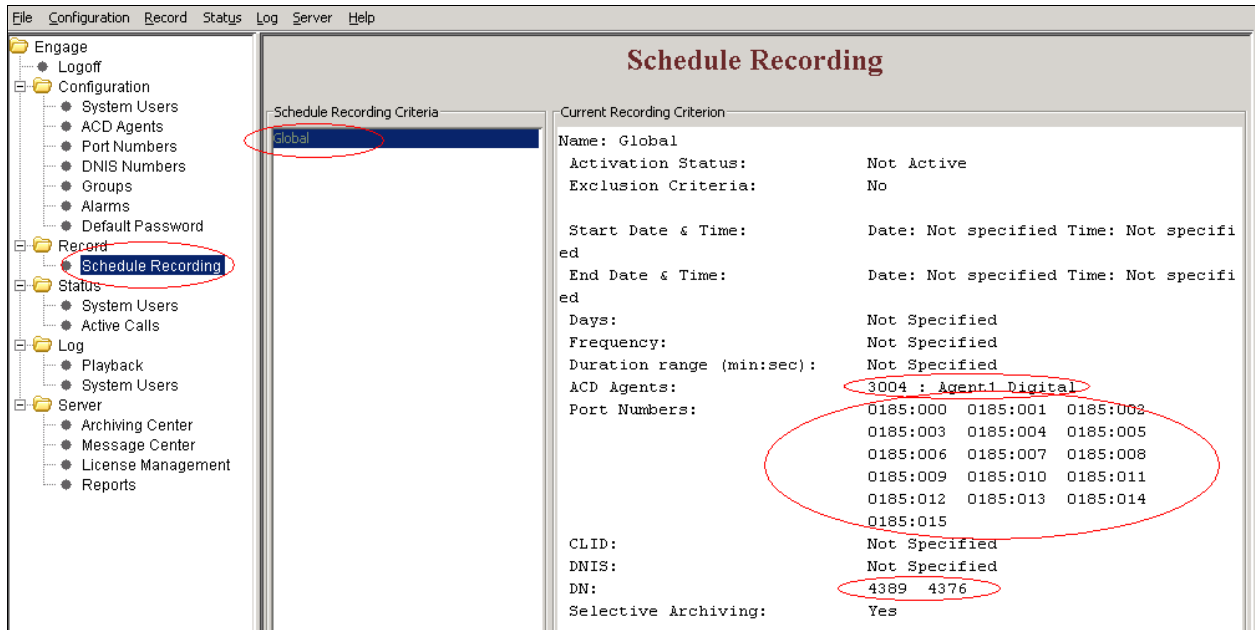 File Configuration Record Status Log Server Help
Engage
Logoff
Configuration
System Users
ACD Agents
Port Numbers
DNIS Numbers
Groups
Alarms
Default Password
Record
Schedule Recording
Status
System Users
Active Calls
Log
Playback
System Users
Server
Archiving Center
Message Center
License Management
Reports
Schedule Recording
Schedule Recording Criteria
Global
Current Recording Criterion
Name: Global
Activation Status: Not Active
Exclusion Criteria: No
Start Date & Time: Date: Not specified Time: Not specifi
ed
End Date & Time: Date: Not specified Time: Not specifi
ed
Days: Not Specified
Frequency: Not Specified
Duration range (min:sec): Not Specified
ACD Agents: 3004 : Agent1 Digital
Port Numbers: 0185:000 0185:001 0185:002
0185:003 0185:004 0185:005
0185:006 0185:007 0185:008
0185:009 0185:010 0185:011
0185:012 0185:013 0185:014
0185:015
CLID: Not Specified
DNIS: Not Specified
DN: 4389 4376
Selective Archiving: Yes